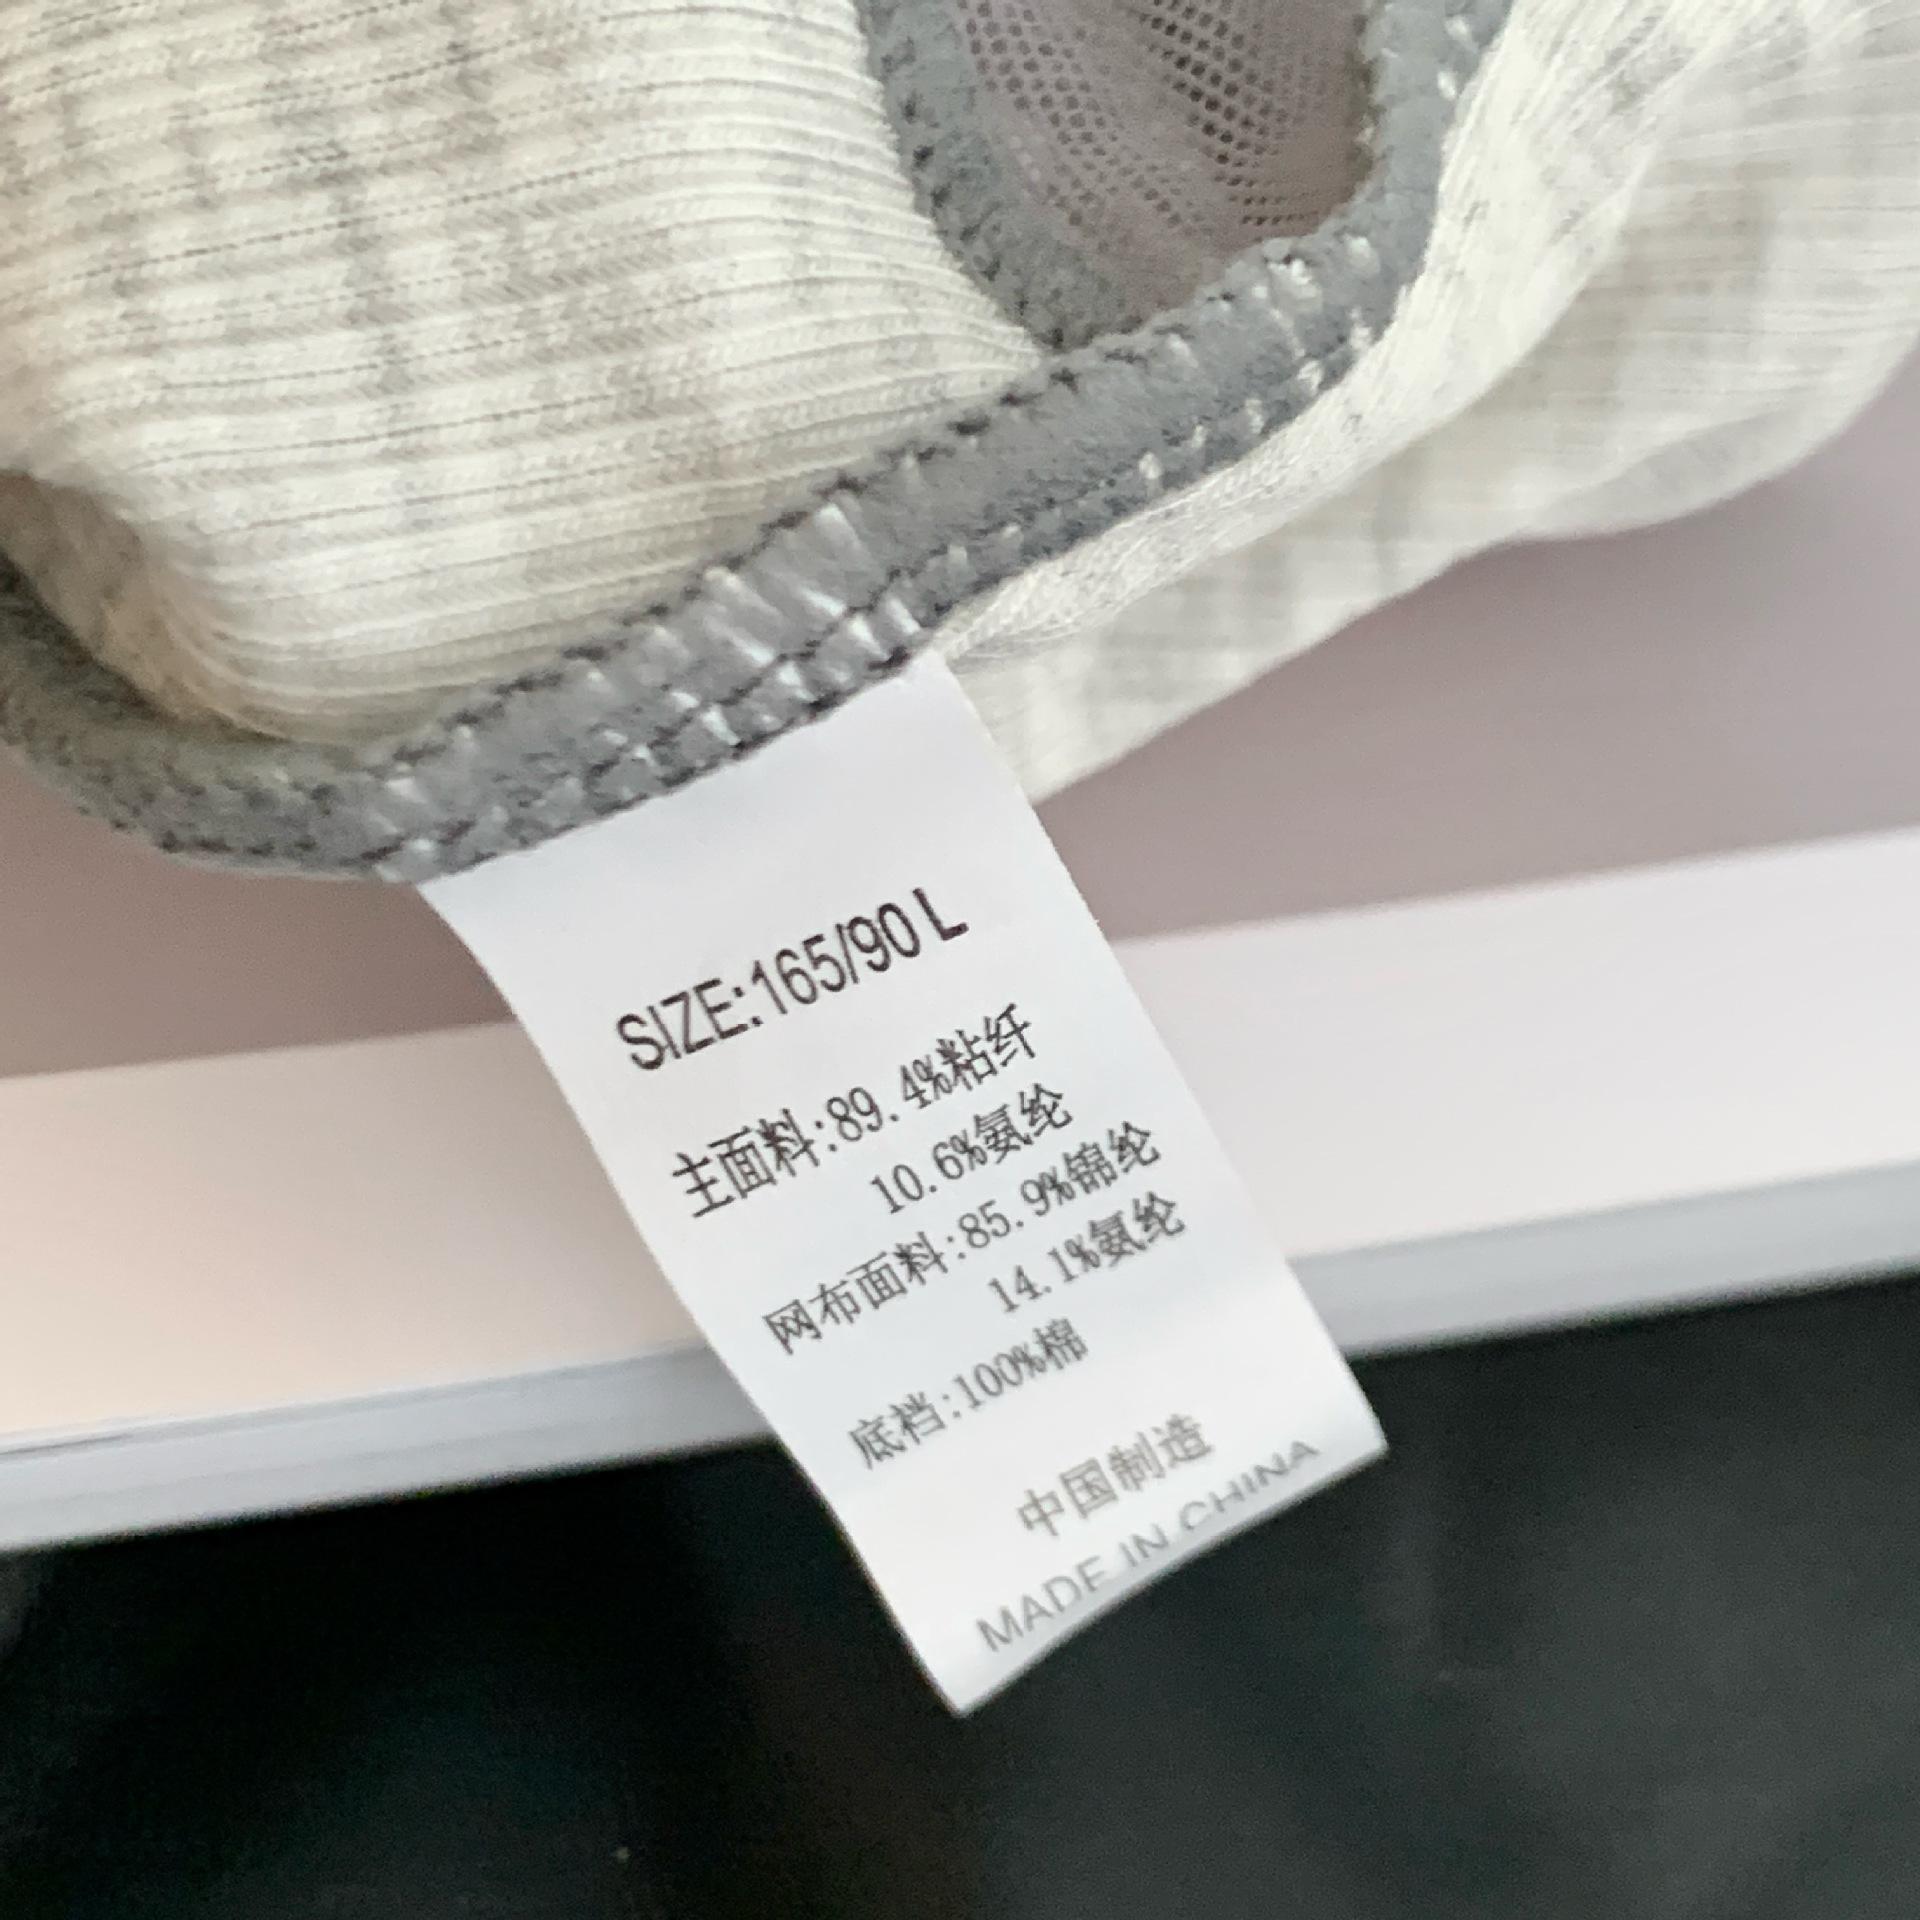 SIZE:165/90 L
主面料:89.4%粘纤
10.6%氨纶
网布面料:85.9%锦纶
14.1%氨纶
底裆:100%棉
中国制造
MADE IN CHINA